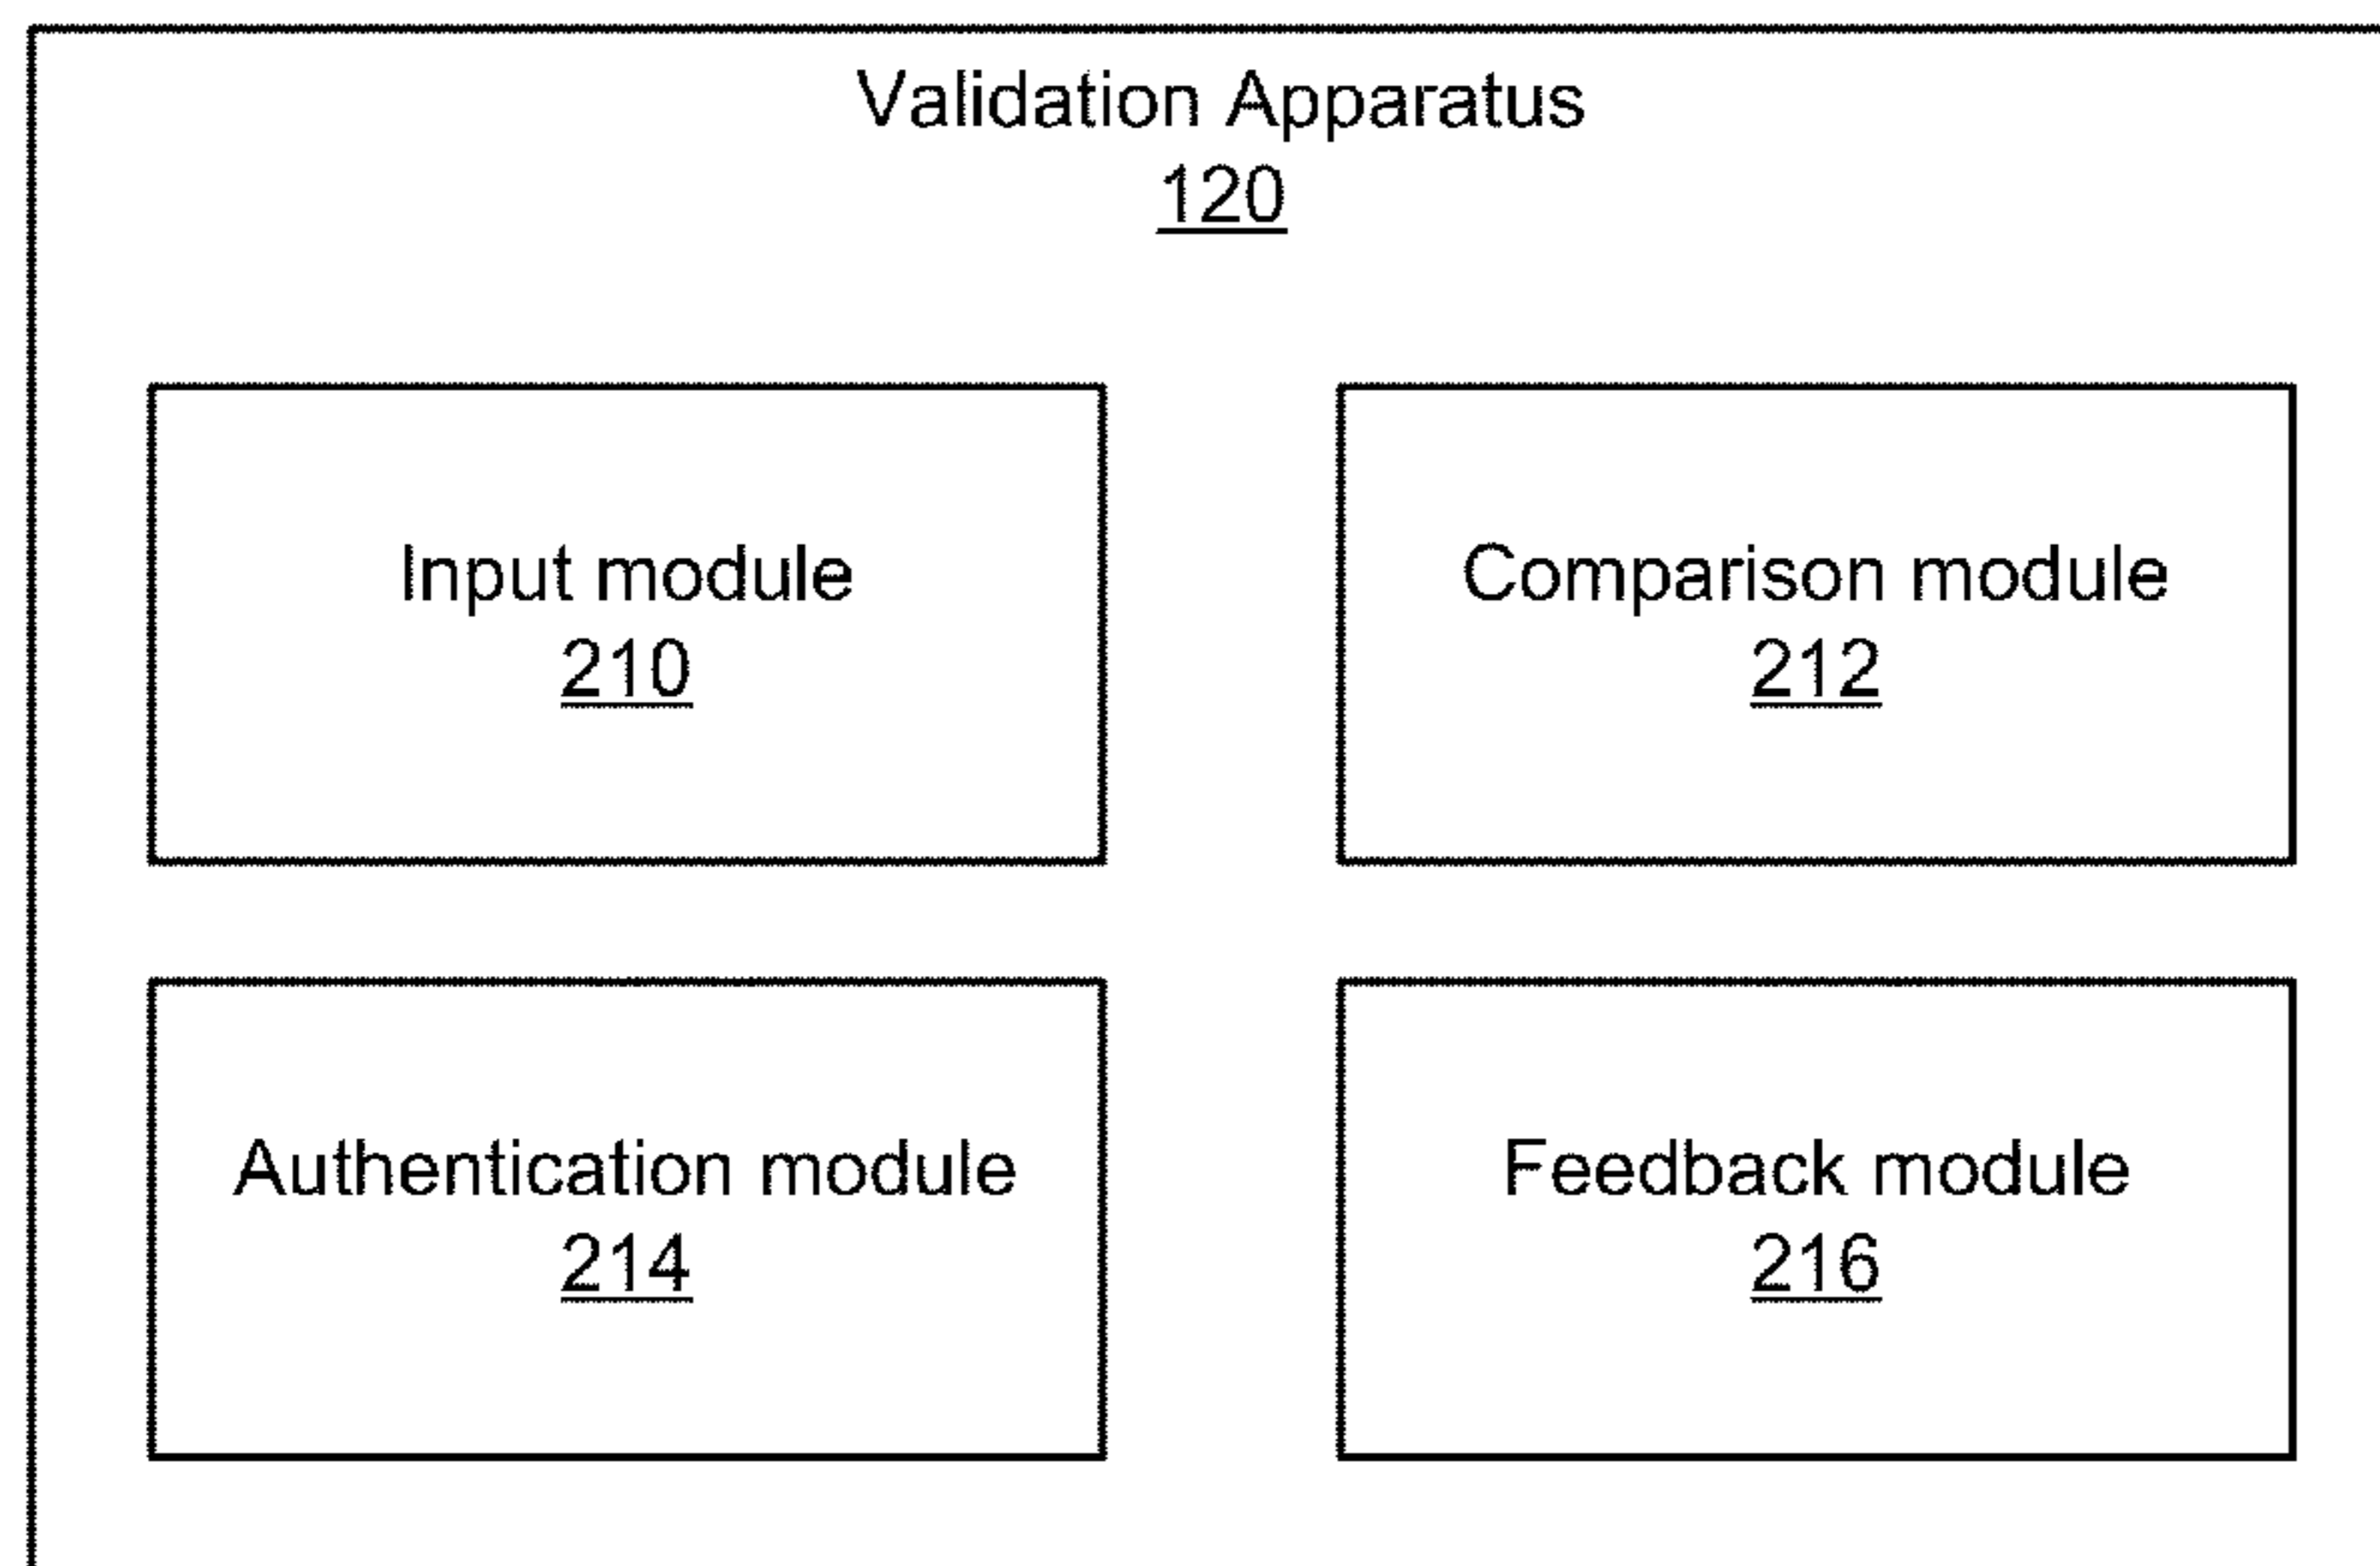 Validation Apparatus
120
Input module
210
Comparison module
212
Authentication module
214
Feedback module
216